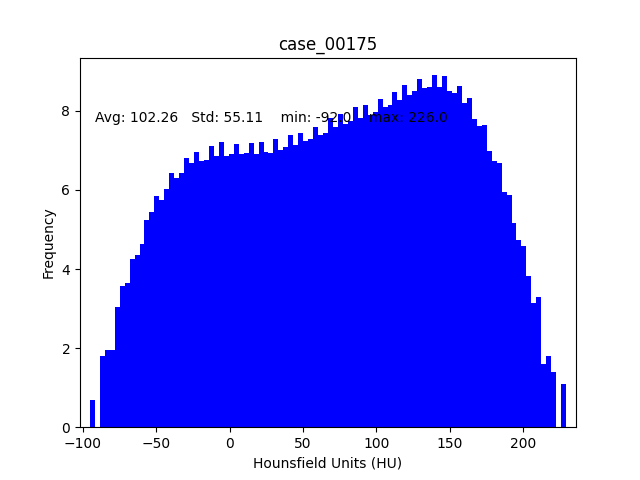 case_00175
Avg: 102.26 Std: 55.11 min: -92.0 max: 226.0
8
6
4
2
0
Frequency
−100 −50 0 50 100 150 200
Hounsfield Units (HU)